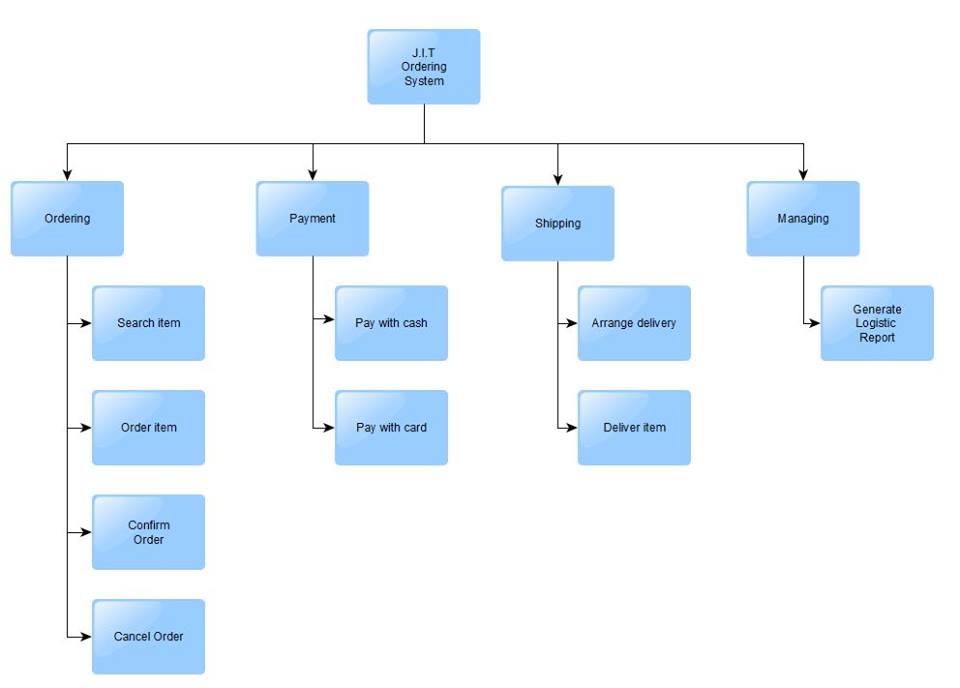 J.I.T
Ordering
System
Ordering
Payment
Shipping
Managing
Search item
Pay with cash
Arrange delivery
Generate
Logistic
Report
Order item
Pay with card
Deliver item
Confirm
Order
Cancel Order